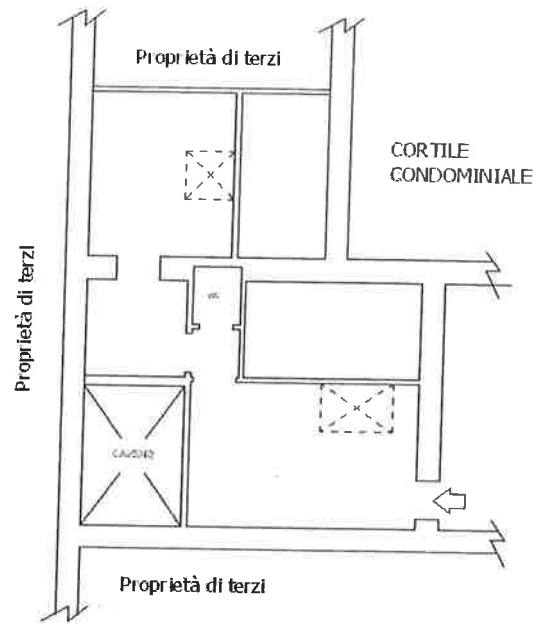 Proprietà di terzi
CORTILE
CONDOMINIALE
Proprietà di terzi
Proprietà di terzi